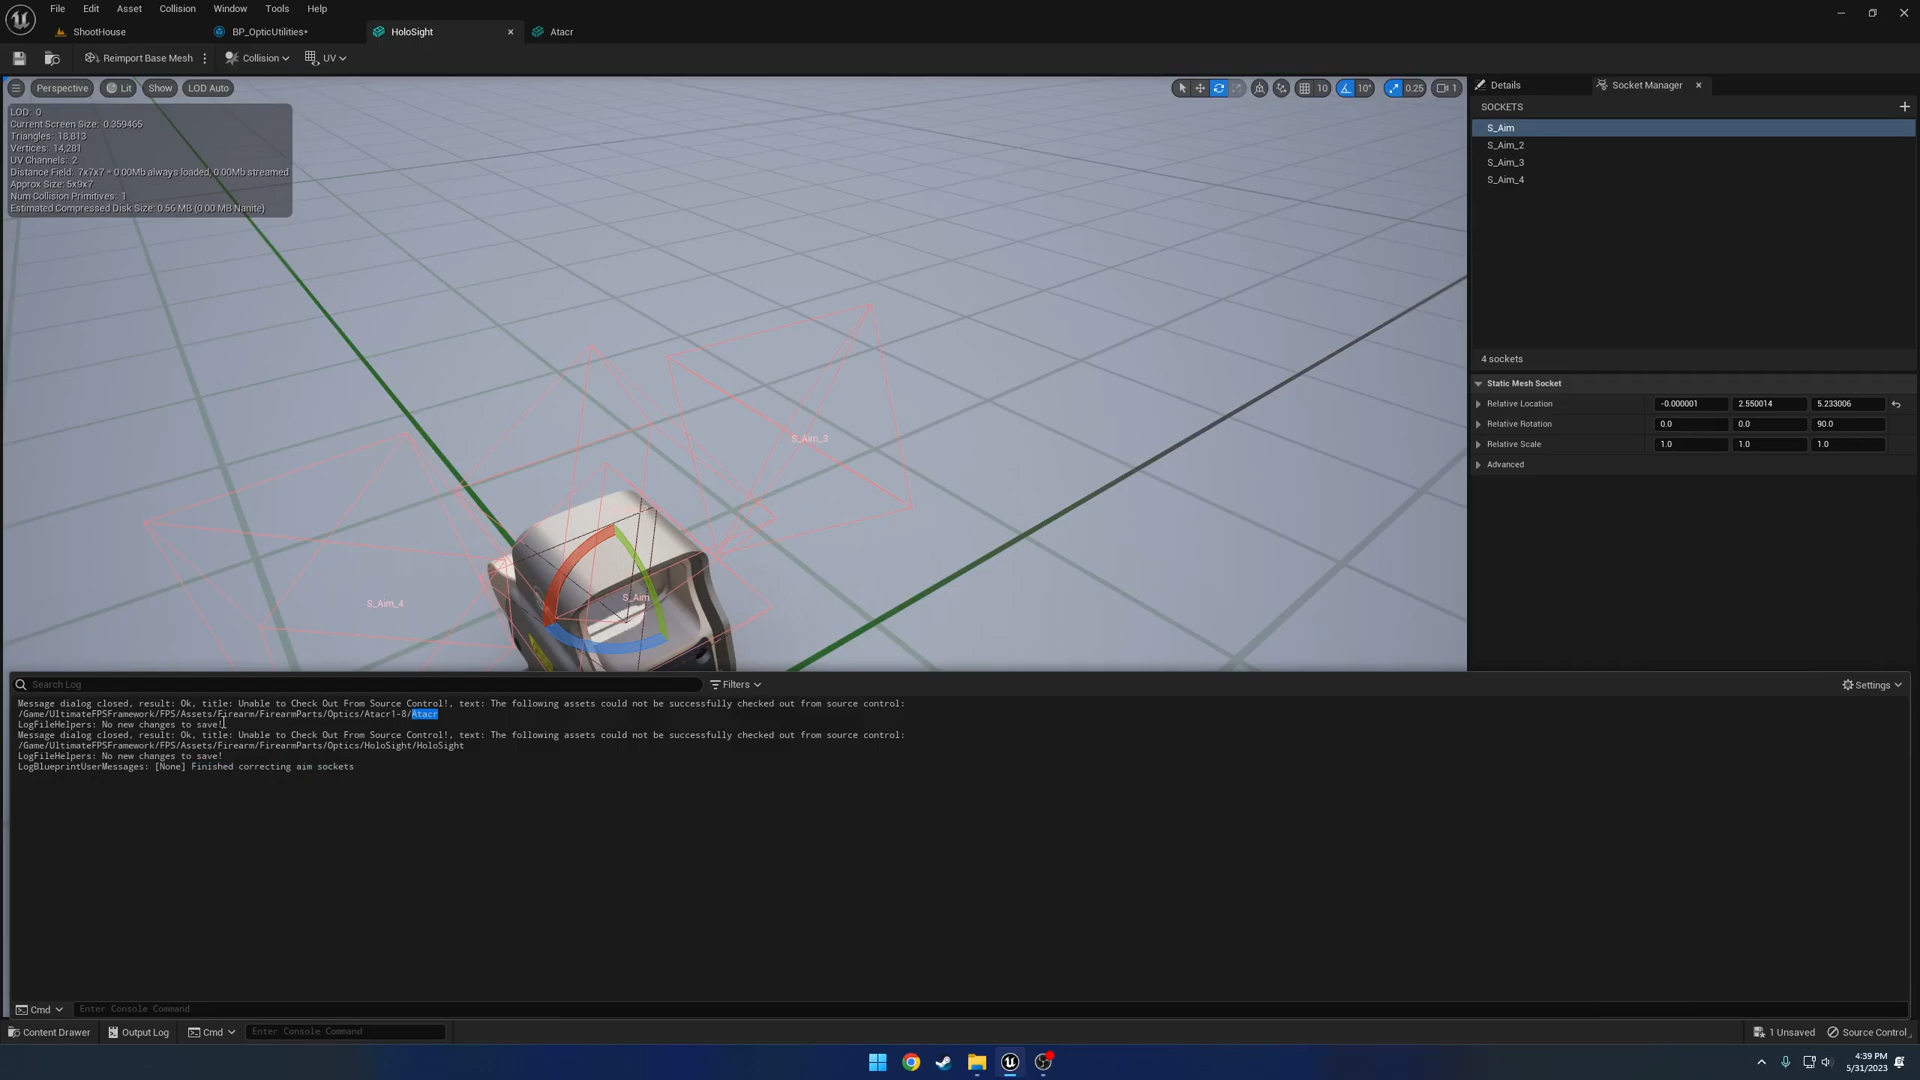 File Edit Asset Collision Window Tools Help
ShootHouse BP_OpticUtilities* HoloSight Atacr
Reimport Base Mesh Collision UV
Perspective Lit Show LOD Auto 10 10° 0.25 1
LOD: 0
Current Screen Size: 0.359465
Triangles: 18,813
Vertices: 14,281
UV Channels: 2
Distance Field: 7x7x7 = 0.00Mb always loaded, 0.00Mb streamed
Approx Size: 5x9x7
Num Collision Primitives: 1
Estimated Compressed Disk Size: 0.56 MB (0.00 MB Nanite)
S_Aim_3
S_Aim
S_Aim_4
Details Socket Manager
SOCKETS
S_Aim
S_Aim_2
S_Aim_3
S_Aim_4
4 sockets
Static Mesh Socket
Relative Location -0.000001 2.550014 5.233006
Relative Rotation 0.0 0.0 90.0
Relative Scale 1.0 1.0 1.0
Advanced
Search Log Filters Settings
Message dialog closed, result: Ok, title: Unable to Check Out From Source Control!, text: The following assets could not be successfully checked out from source control:
/Game/UltimateFPSFramework/FPS/Assets/Firearm/FirearmParts/Optics/Atacr1-8/Atacr
LogFileHelpers: No new changes to save!
Message dialog closed, result: Ok, title: Unable to Check Out From Source Control!, text: The following assets could not be successfully checked out from source control:
/Game/UltimateFPSFramework/FPS/Assets/Firearm/FirearmParts/Optics/HoloSight/HoloSight
LogFileHelpers: No new changes to save!
LogBlueprintUserMessages: [None] Finished correcting aim sockets
Cmd Enter Console Command
Content Drawer Output Log Cmd Enter Console Command 1 Unsaved Source Control
4:39 PM
5/31/2023